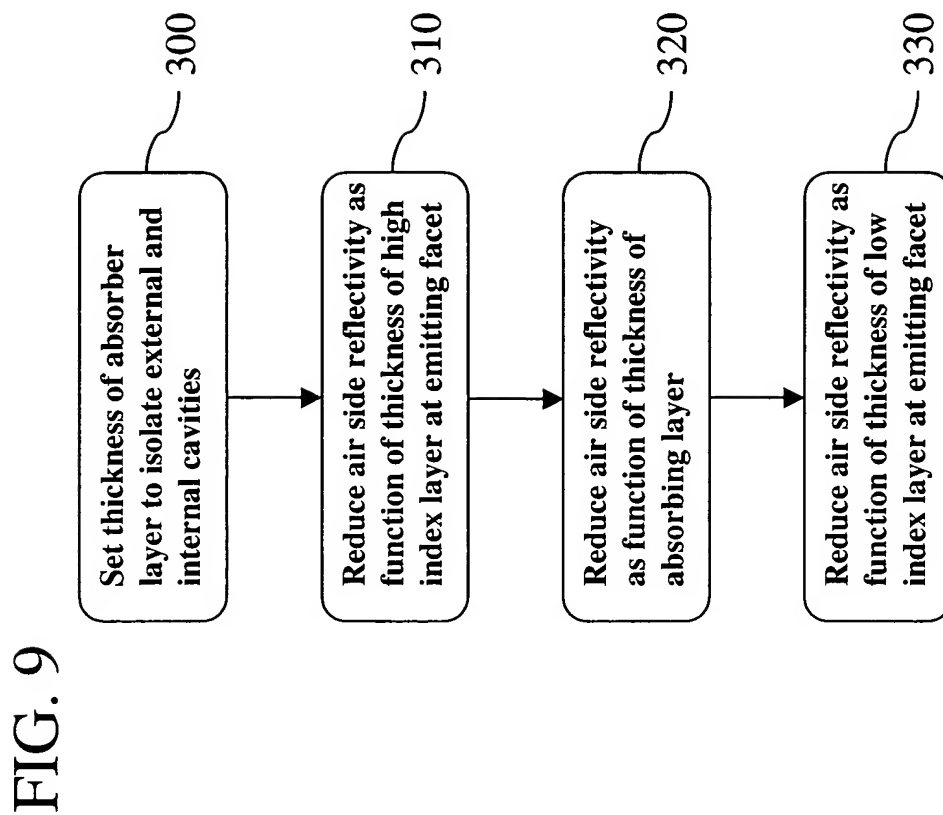 FIG. 9
Set thickness of absorber
layer to isolate external and
internal cavities
300
Reduce air side reflectivity as
function of thickness of high
index layer at emitting facet
310
Reduce air side reflectivity
as function of thickness of
absorbing layer
320
Reduce air side reflectivity as
function of thickness of low
index layer at emitting facet
330